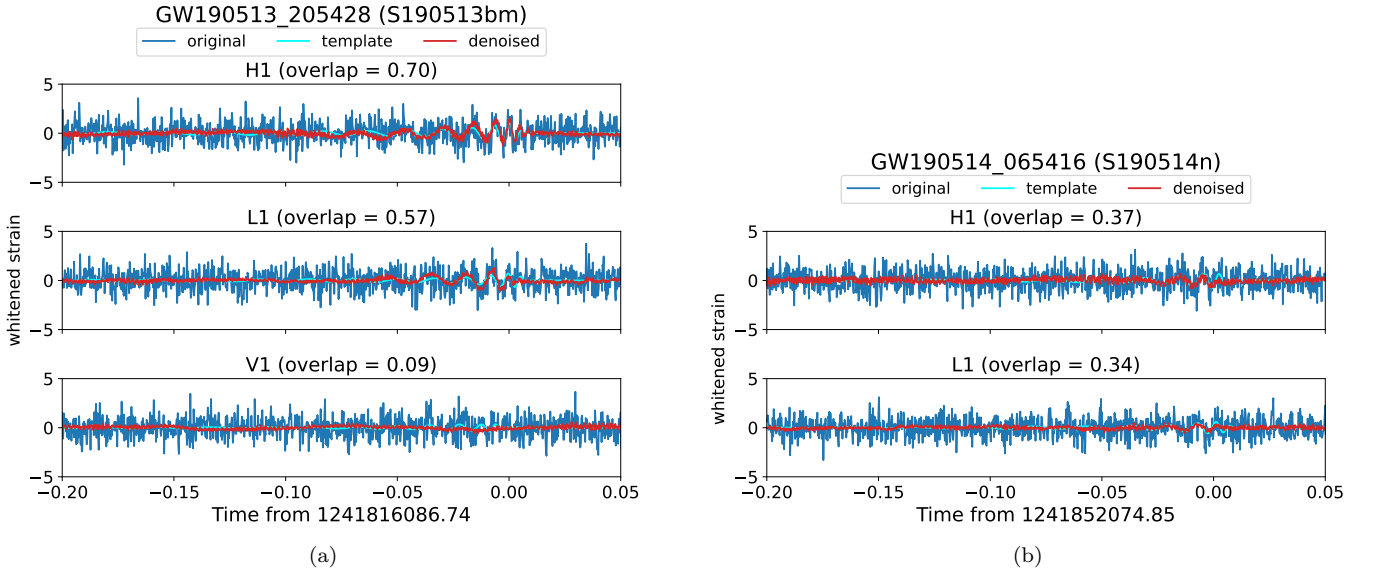 GW190513_205428 (S190513bm)
original template denoised
H1 (overlap = 0.70)
5
0
−5
L1 (overlap = 0.57)
5
0
−5
whitened strain
V1 (overlap = 0.09)
5
0
−5
−0.20 −0.15 −0.10 −0.05 0.00 0.05
Time from 1241816086.74
(a)
GW190514_065416 (S190514n)
original template denoised
H1 (overlap = 0.37)
5
0
−5
whitened strain
L1 (overlap = 0.34)
5
0
−5
−0.20 −0.15 −0.10 −0.05 0.00 0.05
Time from 1241852074.85
(b)